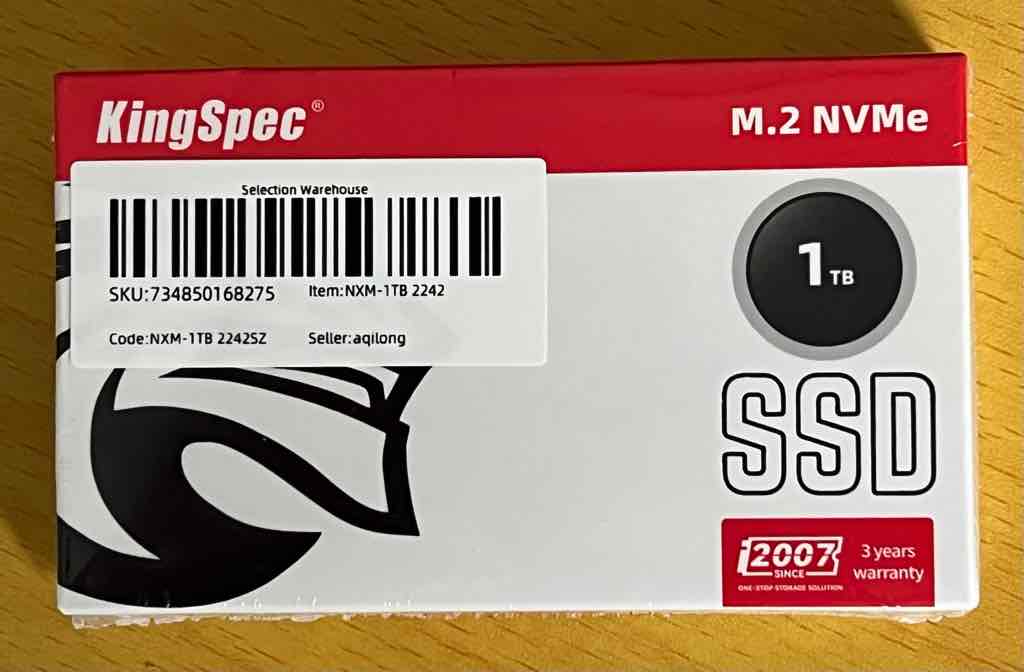 KingSpec®
M.2 NVMe
Selection Warehouse
SKU:734850168275 Item:NXM-1TB 2242
Code:NXM-1TB 2242SZ Seller:aqilong
1TB
SSD
2007
SINCE
ONE-STOP STORAGE SOLUTION
3 years
warranty